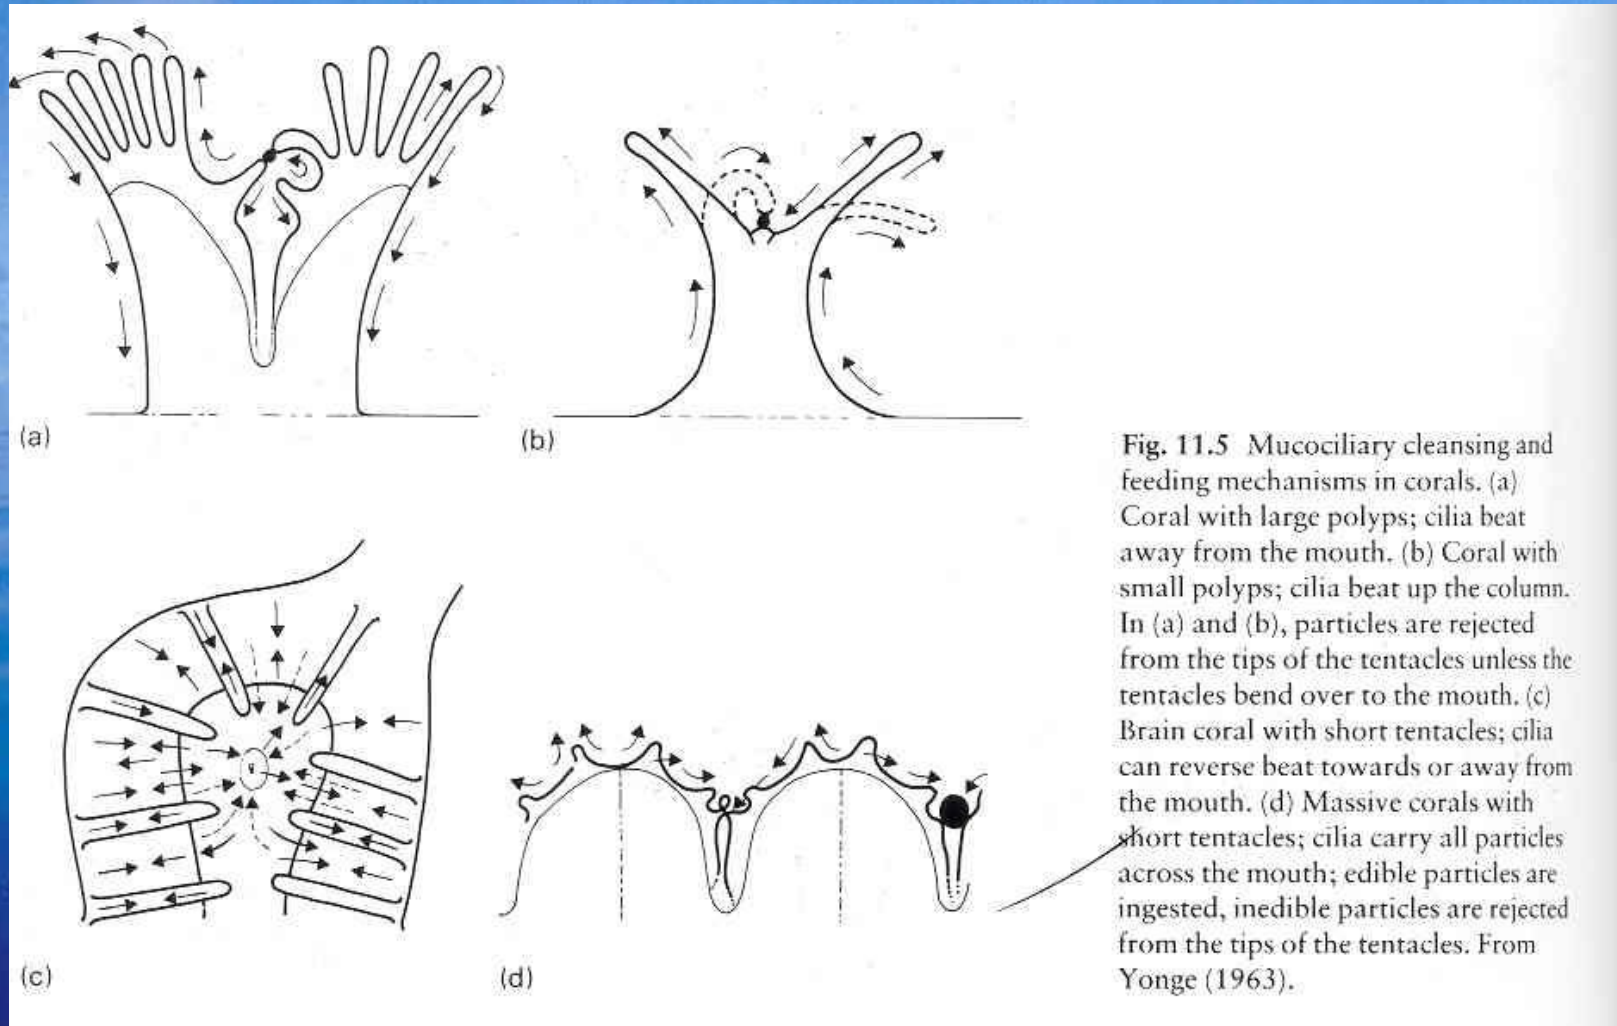 (a)
(b)
Fig. 11.5 Mucociliary cleansing and
feeding mechanisms in corals. (a)
Coral with large polyps; cilia beat
away from the mouth. (b) Coral with
small polyps; cilia beat up the column.
In (a) and (b), particles are rejected
from the tips of the tentacles unless the
tentacles bend over to the mouth. (c)
Brain coral with short tentacles; cilia
can reverse beat towards or away from
the mouth. (d) Massive corals with
short tentacles; cilia carry all particles
across the mouth; edible particles are
ingested, inedible particles are rejected
from the tips of the tentacles. From
Yonge (1963).
(c)
(d)